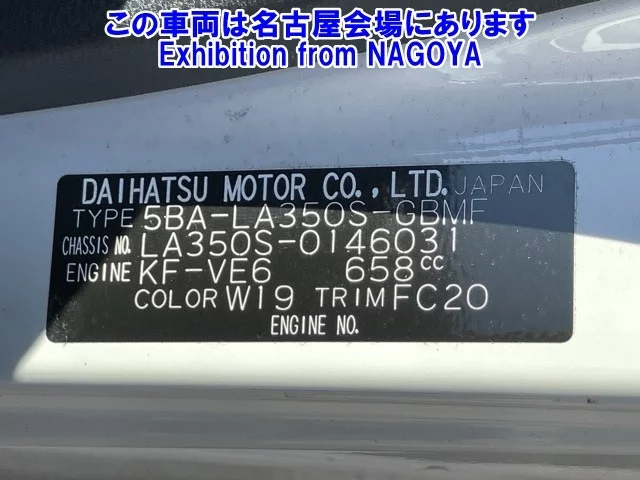 この車両は名古屋会場にあります
Exhibition from NAGOYA
DAIHATSU MOTOR CO., LTD. JAPAN
TYPE 5BA-LA350S-GBMF
CHASSIS NO. LA350S-0146031
ENGINE KF-VE6 658cc
COLOR W19 TRIM FC20
ENGINE NO.